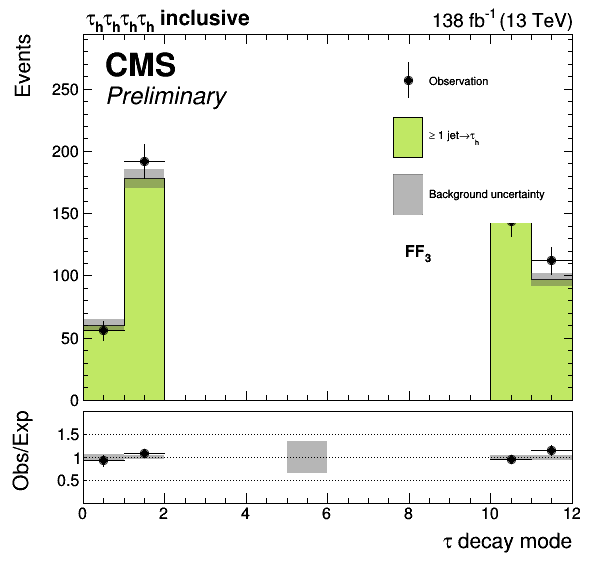 τhτhτhτh inclusive 138 fb⁻¹ (13 TeV)
Events
CMS
Preliminary
Observation
≥ 1 jet→τh
Background uncertainty
FF₃
250
200
150
100
50
0
Obs/Exp
1.5
1
0.5
0 2 4 6 8 10 12
τ decay mode